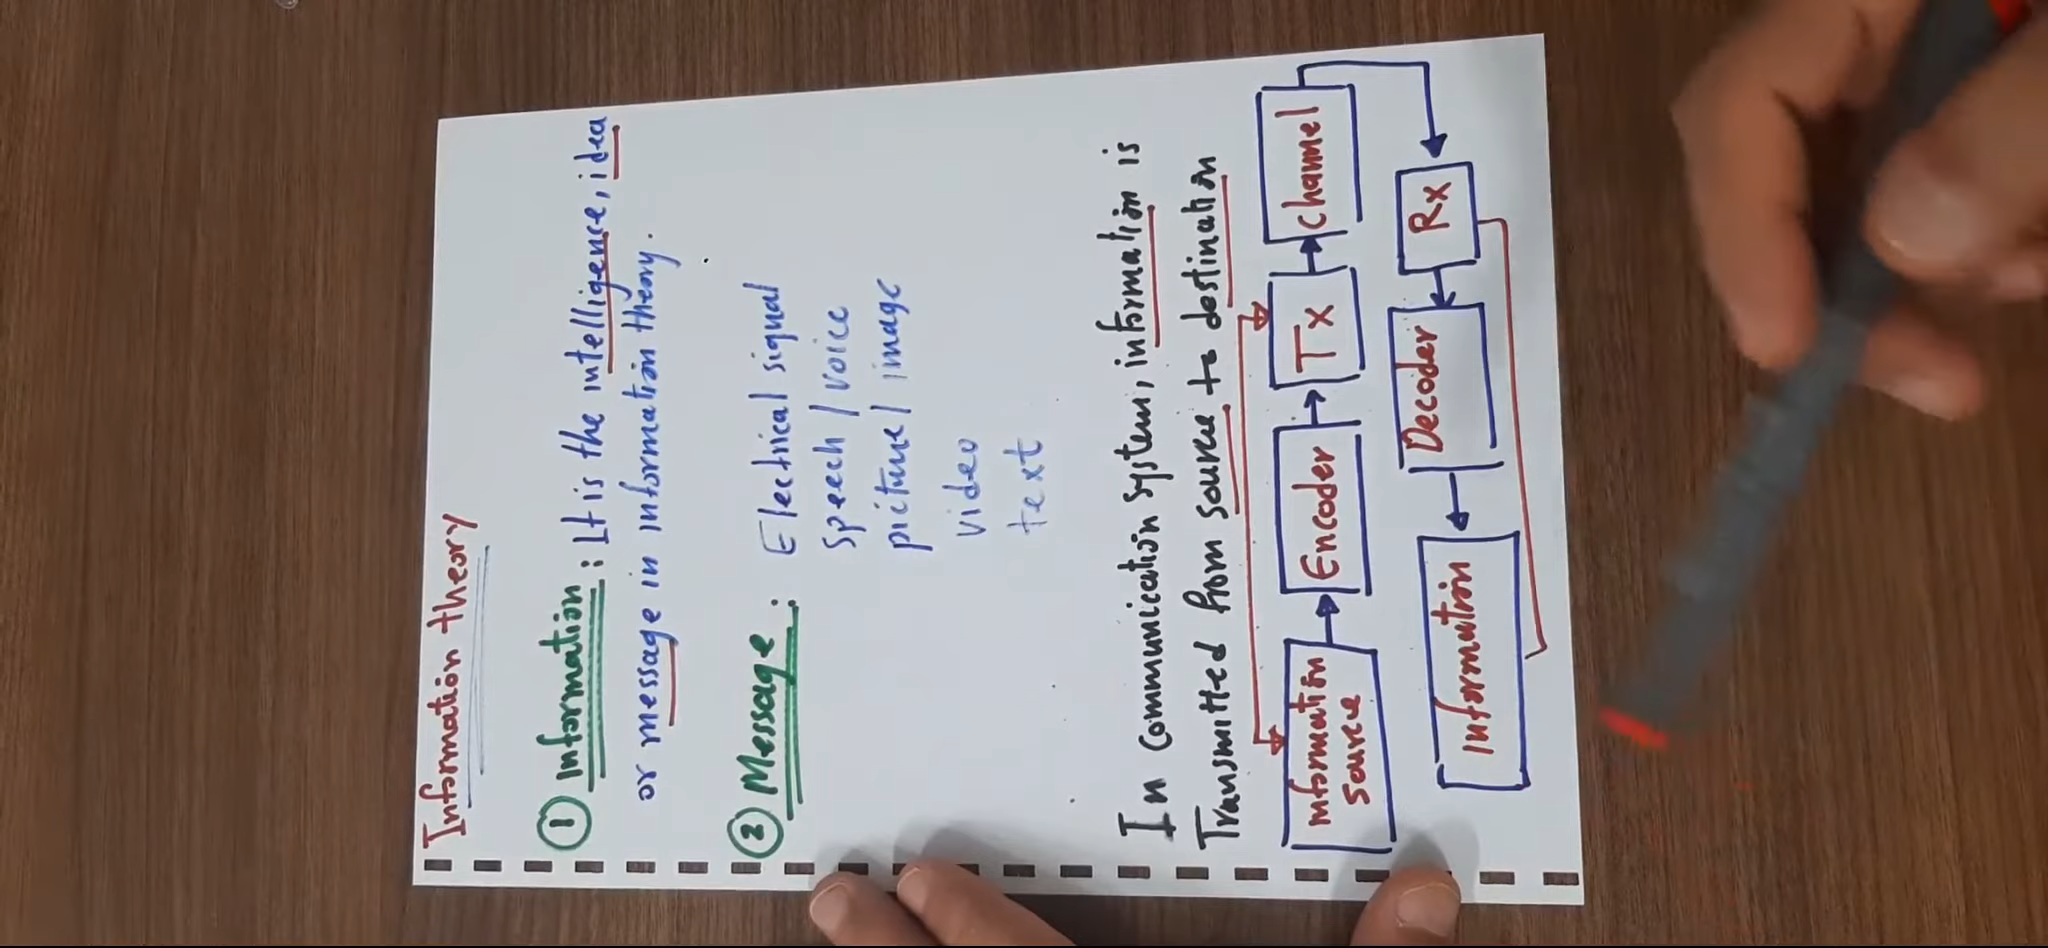 Information theory
① Information : It is the intelligence, idea
or message in information theory.
② Message : Electrical signal
Speech / voice
picture / image
video
text
In communication system, information is
Transmitted from source to destination
Information
source
Encoder
Tx
channel
Rx
Decoder
Information